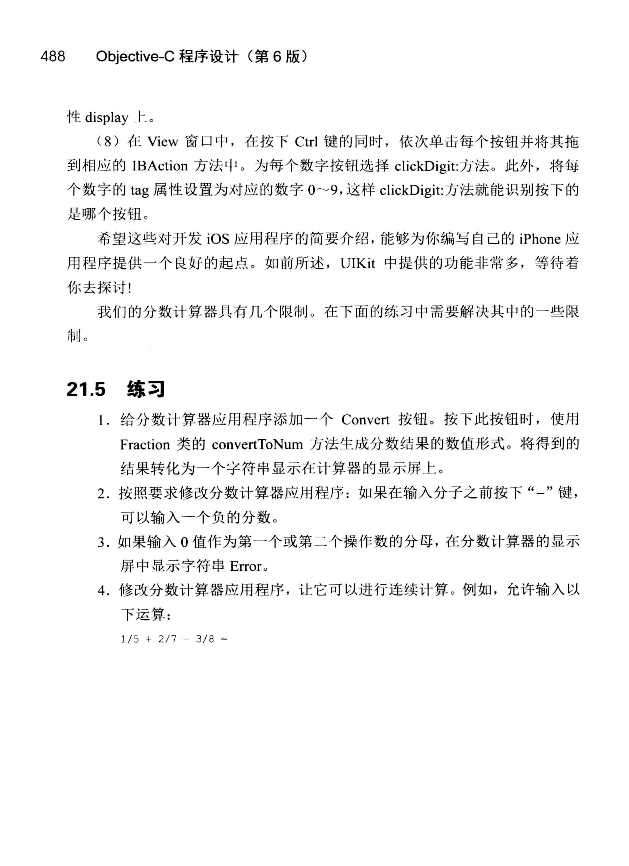 488 Objective-C 程序设计（第 6 版）
性 display 上。
（8）在 View 窗口中，在按下 Ctrl 键的同时，依次单击每个按钮并将其拖
到相应的 IBAction 方法中。为每个数字按钮选择 clickDigit:方法。此外，将每
个数字的 tag 属性设置为对应的数字 0～9，这样 clickDigit:方法就能识别按下的
是哪个按钮。
希望这些对开发 iOS 应用程序的简要介绍，能够为你编写自己的 iPhone 应
用程序提供一个良好的起点。如前所述，UIKit 中提供的功能非常多，等待着
你去探讨!
我们的分数计算器具有几个限制。在下面的练习中需要解决其中的一些限
制。
21.5 练习
1．给分数计算器应用程序添加一个 Convert 按钮。按下此按钮时，使用
Fraction 类的 convertToNum 方法生成分数结果的数值形式。将得到的
结果转化为一个字符串显示在计算器的显示屏上。
2．按照要求修改分数计算器应用程序：如果在输入分子之前按下“–”键，
可以输入一个负的分数。
3．如果输入 0 值作为第一个或第二个操作数的分母，在分数计算器的显示
屏中显示字符串 Error。
4．修改分数计算器应用程序，让它可以进行连续计算。例如，允许输入以
下运算：
1/5 + 2/7 - 3/8 =